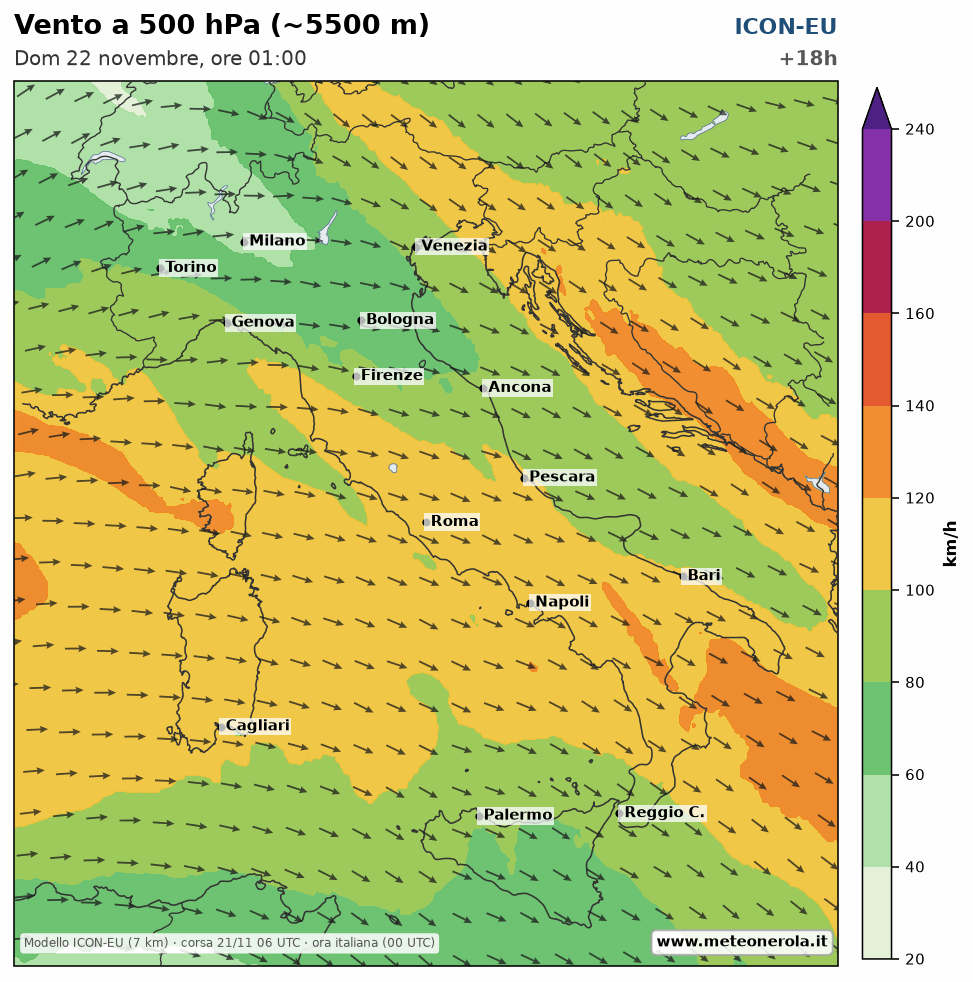 Vento a 500 hPa (~5500 m)
ICON-EU
Dom 22 novembre, ore 01:00
+18h
Milano
Venezia
Torino
Genova
Bologna
Firenze
Ancona
Pescara
Roma
Bari
Napoli
Cagliari
Palermo
Reggio C.
240
200
160
140
120
100
80
60
40
20
km/h
Modello ICON-EU (7 km) · corsa 21/11 06 UTC · ora italiana (00 UTC)
www.meteonerola.it